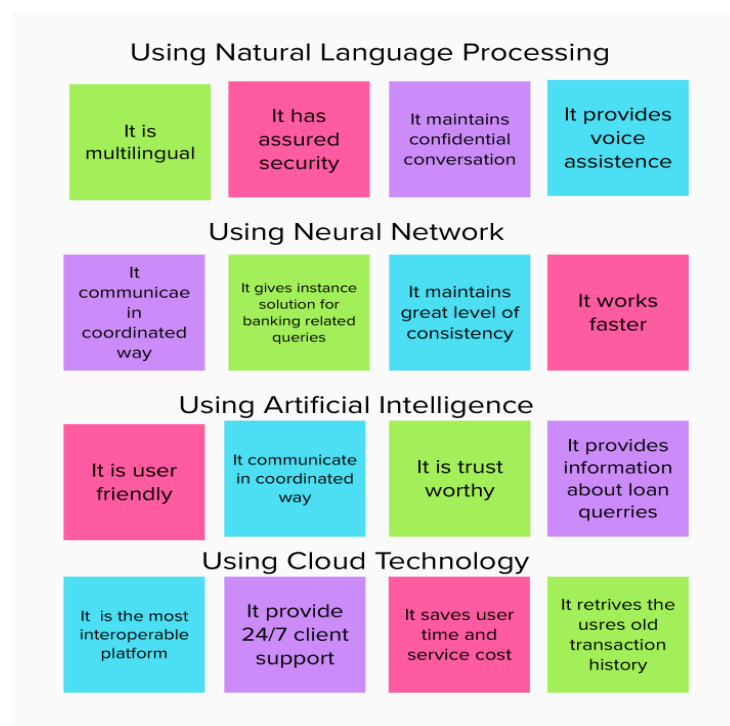 Using Natural Language Processing
It is
multilingual
It has
assured
security
It maintains
confidential
conversation
It provides
voice
assistence
Using Neural Network
It
communicae
in
coordinated
way
It gives instance
solution for
banking related
queries
It maintains
great level of
consistency
It works
faster
Using Artificial Intelligence
It is user
friendly
It communicate
in coordinated
way
It is trust
worthy
It provides
information
about loan
querries
Using Cloud Technology
It is the most
interoperable
platform
It provide
24/7 client
support
It saves user
time and
service cost
It retrives the
usres old
transaction
history